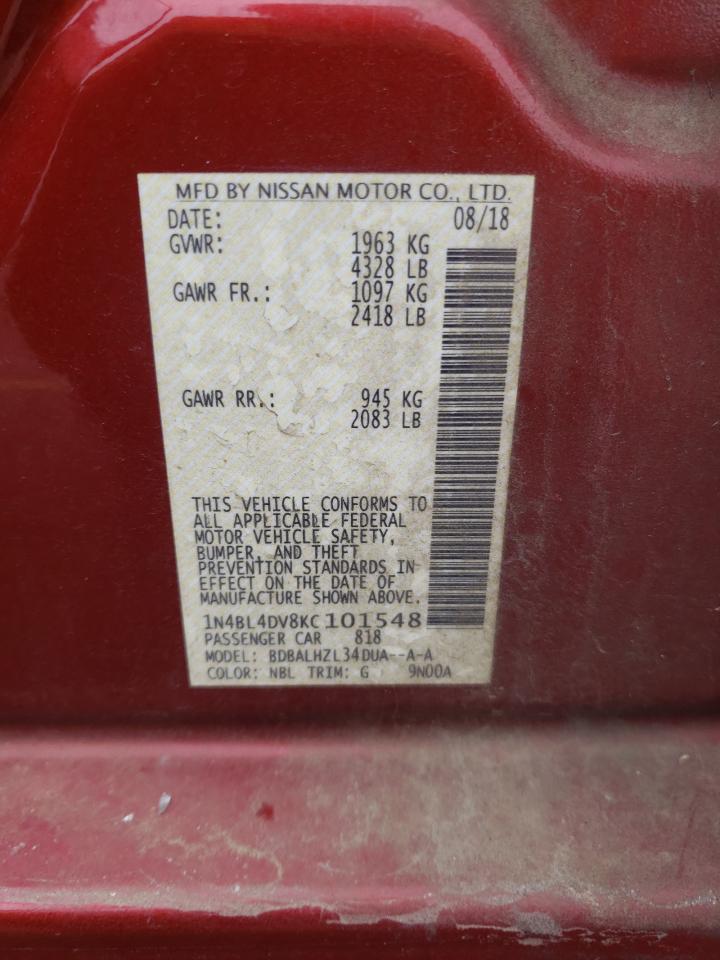 MFD BY NISSAN MOTOR CO., LTD.
DATE: 08/18
GVWR: 1963 KG
4328 LB
GAWR FR.: 1097 KG
2418 LB
GAWR RR.: 945 KG
2083 LB
THIS VEHICLE CONFORMS TO
ALL APPLICABLE FEDERAL
MOTOR VEHICLE SAFETY,
BUMPER, AND THEFT
PREVENTION STANDARDS IN
EFFECT ON THE DATE OF
MANUFACTURE SHOWN ABOVE.
1N4BL4DV8KC101548
PASSENGER CAR 818
MODEL: BDBALHZL34DUA--A-A
COLOR: NBL TRIM: G 9N00A